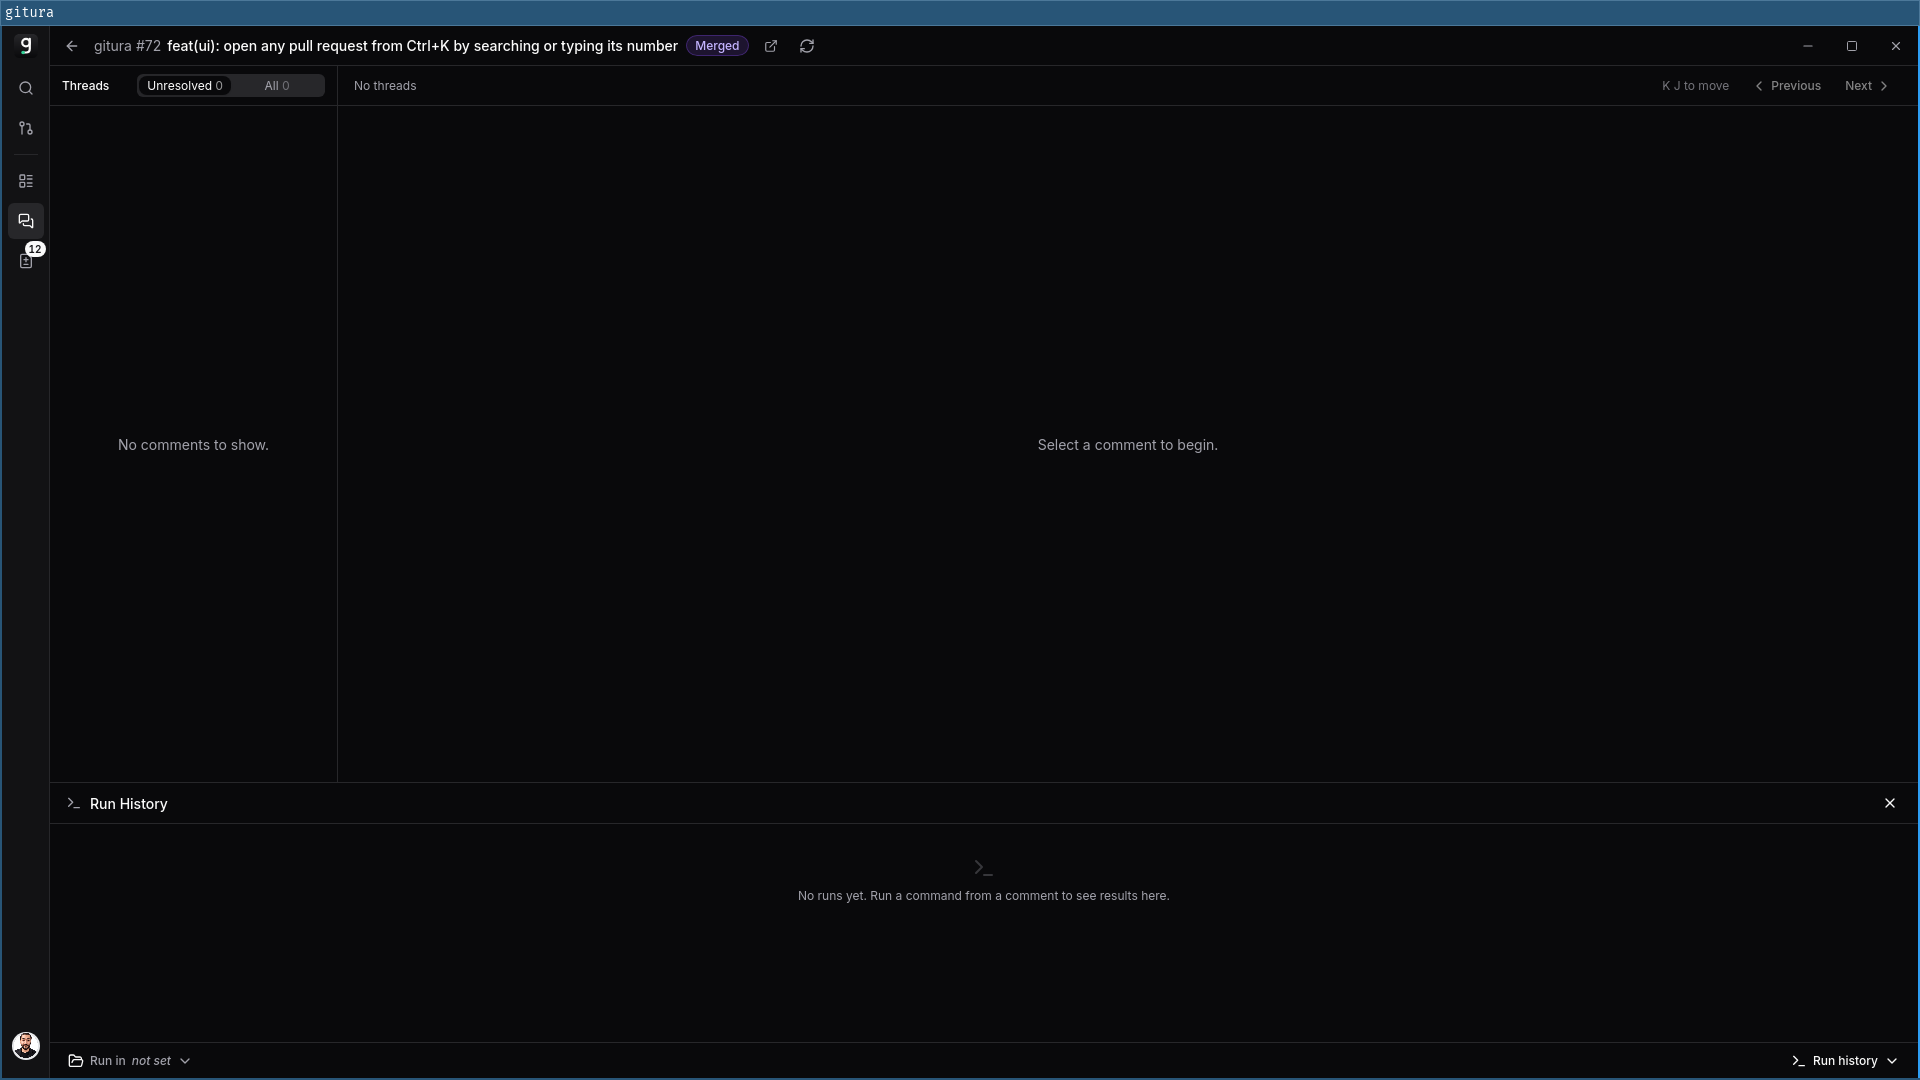 gitura
g
gitura #72 feat(ui): open any pull request from Ctrl+K by searching or typing its number Merged
Threads Unresolved 0 All 0
No threads
K J to move Previous Next
12
No comments to show.
Select a comment to begin.
Run History
No runs yet. Run a command from a comment to see results here.
Run in not set
Run history